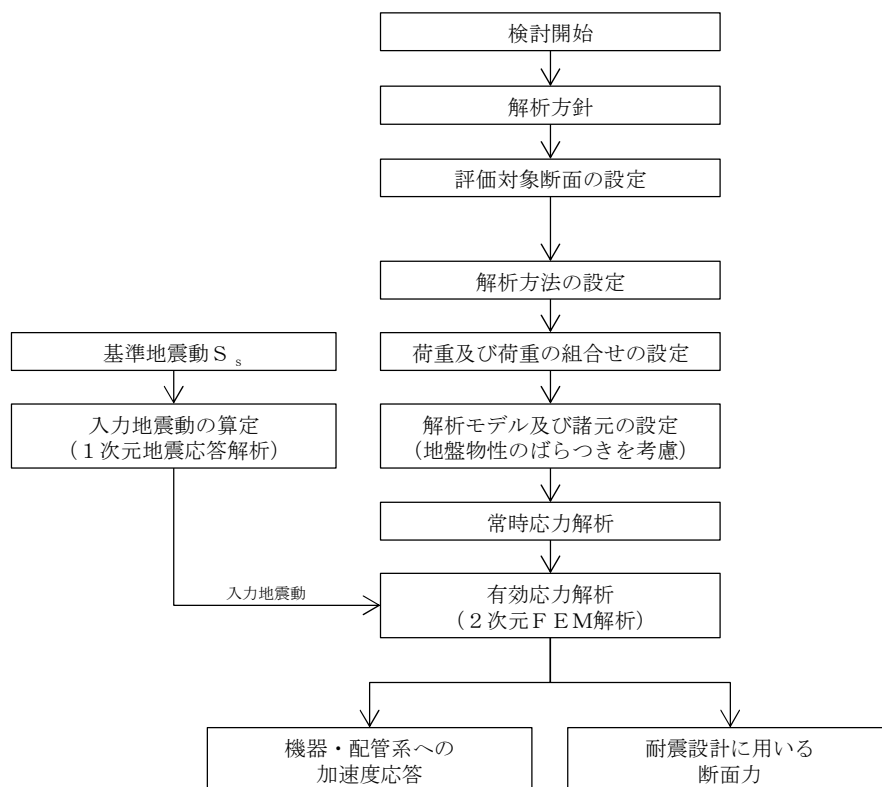 検討開始
解析方針
評価対象断面の設定
解析方法の設定
基準地震動Ｓs
荷重及び荷重の組合せの設定
入力地震動の算定
（１次元地震応答解析）
解析モデル及び諸元の設定
（地盤物性のばらつきを考慮）
常時応力解析
入力地震動
有効応力解析
（２次元ＦＥＭ解析）
機器・配管系への
加速度応答
耐震設計に用いる
断面力